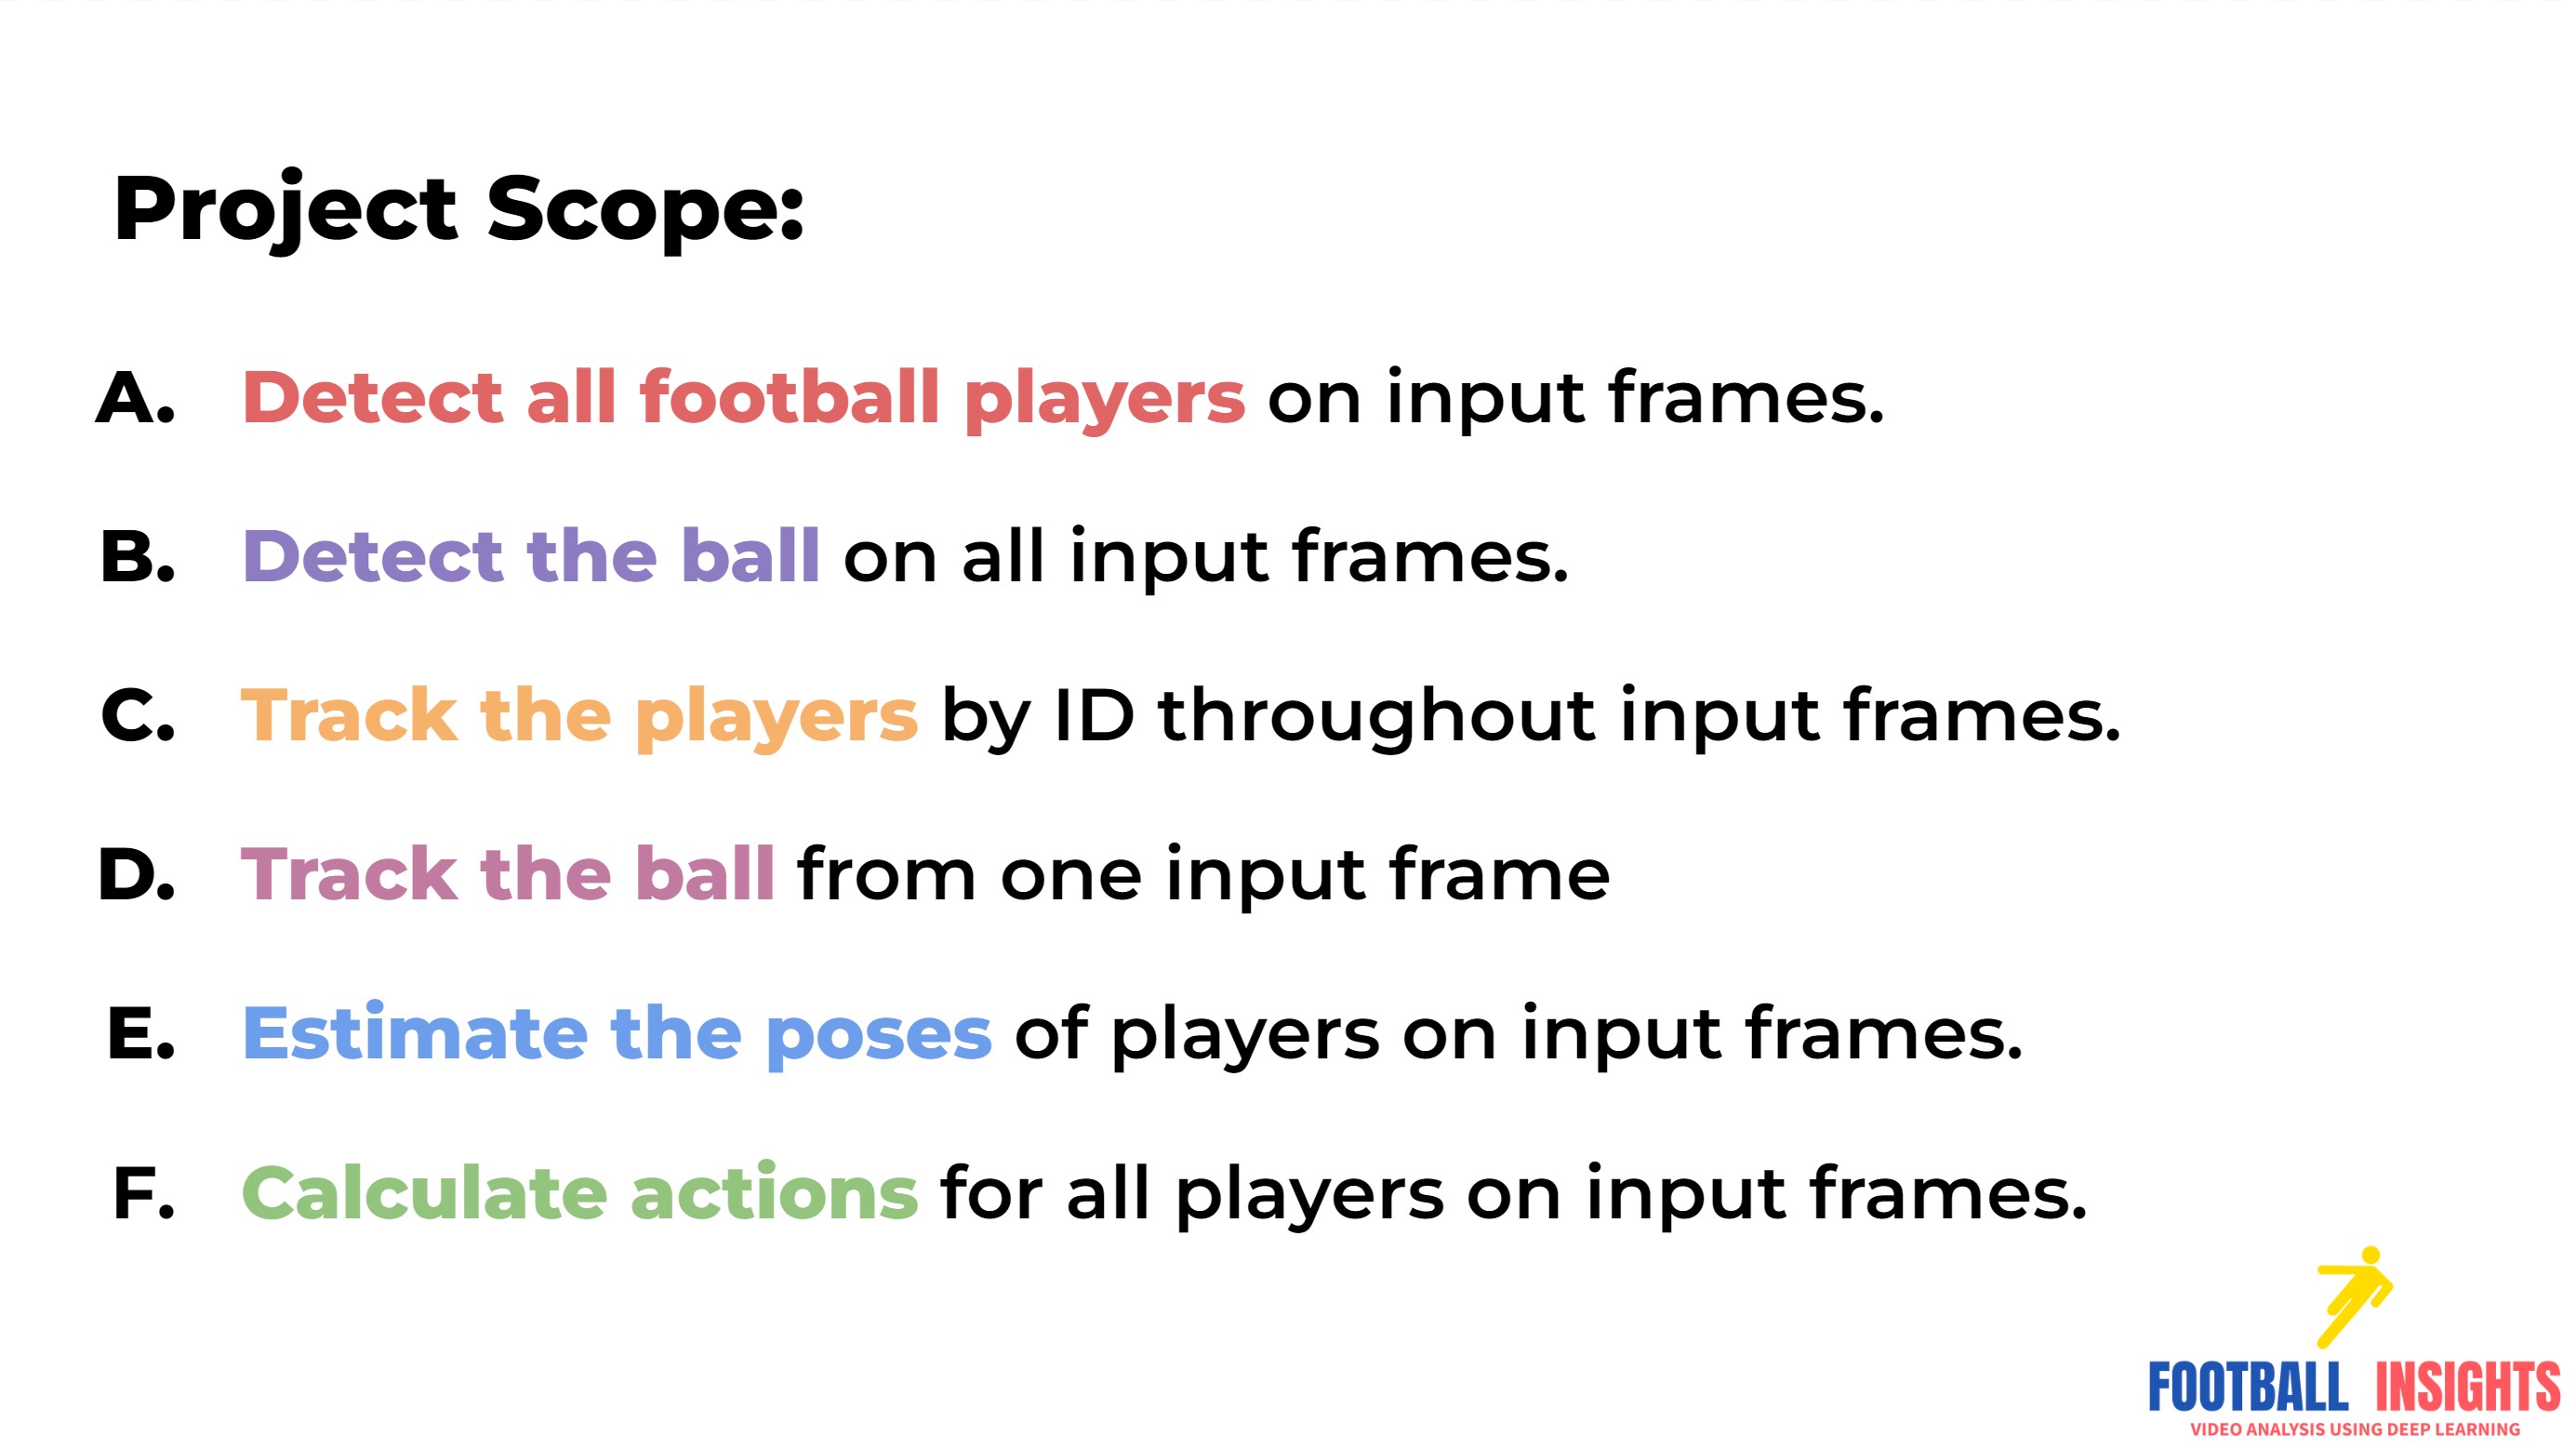 Project Scope:
A. Detect all football players on input frames.
B. Detect the ball on all input frames.
C. Track the players by ID throughout input frames.
D. Track the ball from one input frame
E. Estimate the poses of players on input frames.
F. Calculate actions for all players on input frames.
FOOTBALL INSIGHTS
VIDEO ANALYSIS USING DEEP LEARNING